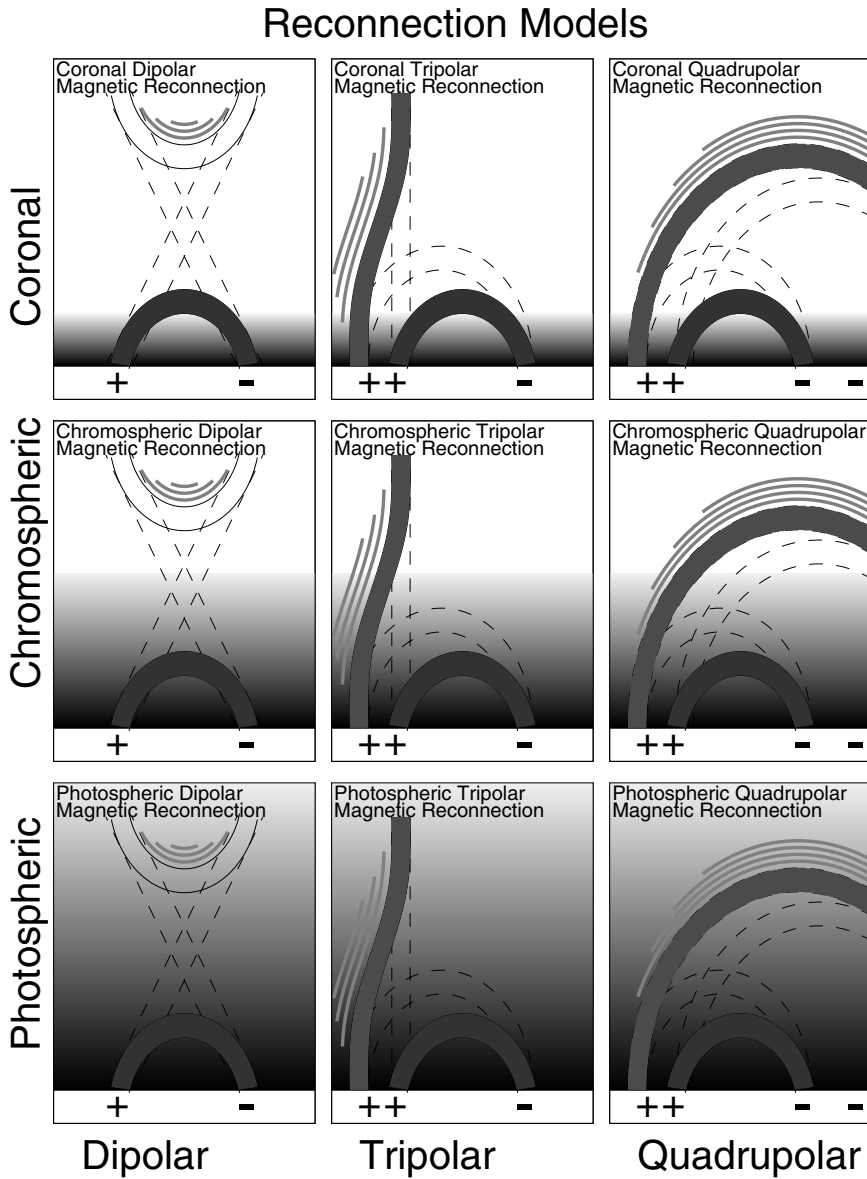 Reconnection Models
Coronal Dipolar
Magnetic Reconnection
Coronal Tripolar
Magnetic Reconnection
Coronal Quadrupolar
Magnetic Reconnection
Coronal
+ -
++ -
++ - -
Chromospheric Dipolar
Magnetic Reconnection
Chromospheric Tripolar
Magnetic Reconnection
Chromospheric Quadrupolar
Magnetic Reconnection
Chromospheric
+ -
++ -
++ - -
Photospheric Dipolar
Magnetic Reconnection
Photospheric Tripolar
Magnetic Reconnection
Photospheric Quadrupolar
Magnetic Reconnection
Photospheric
+ -
++ -
++ - -
Dipolar
Tripolar
Quadrupolar